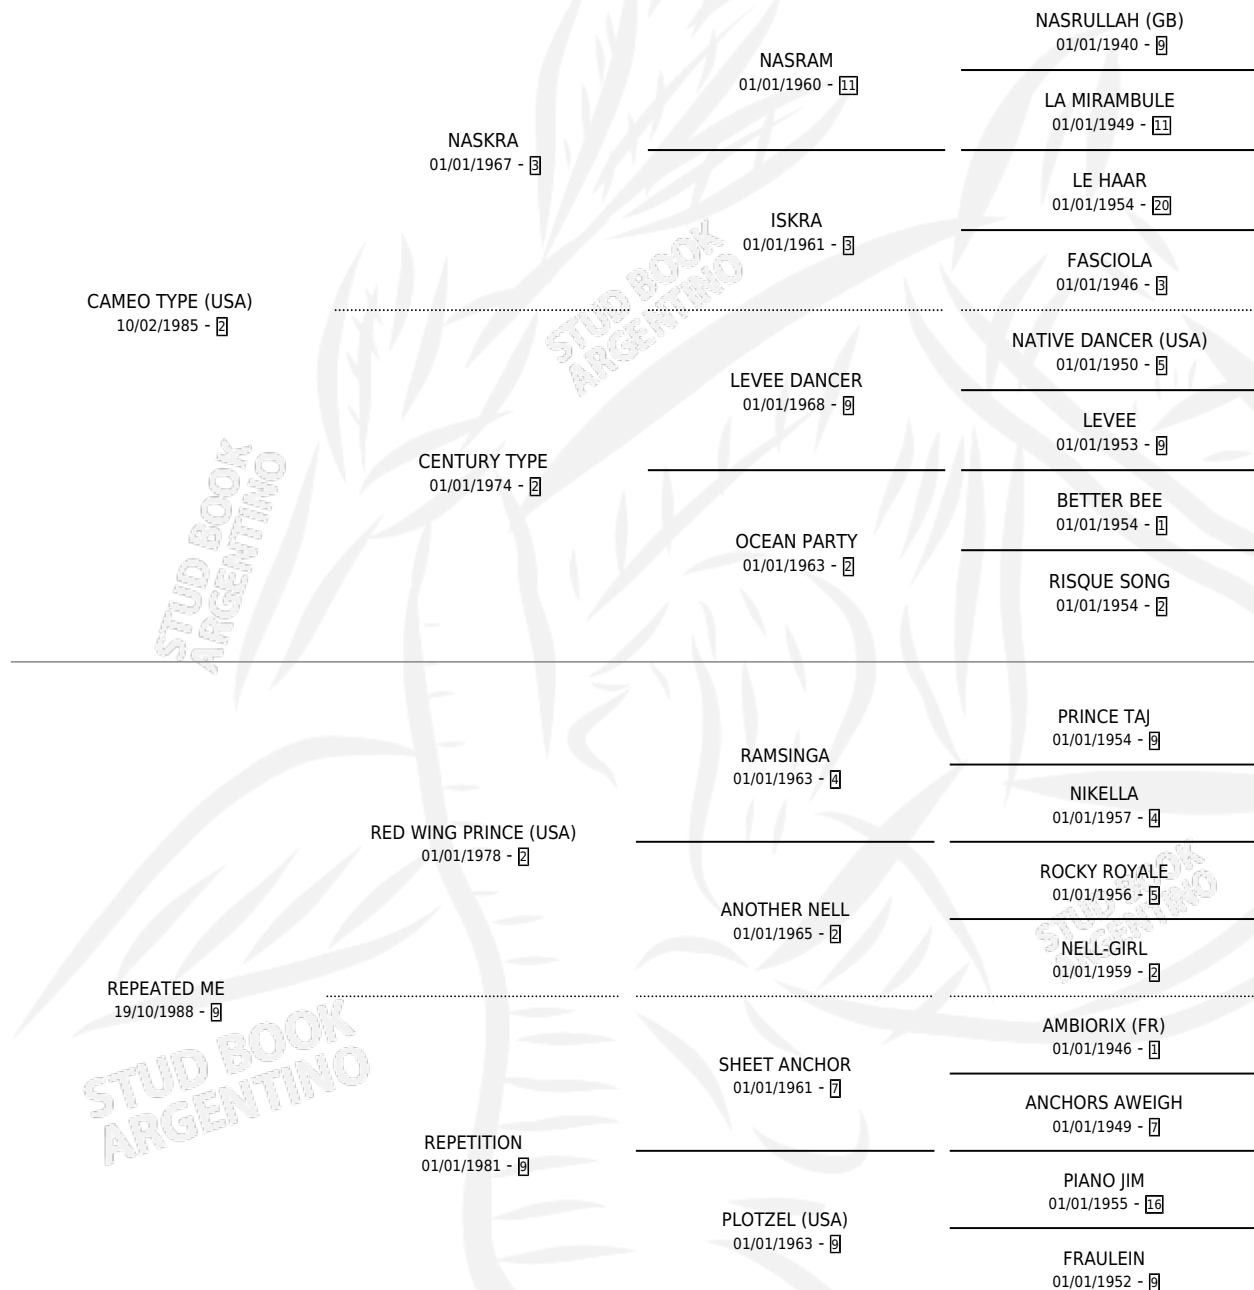 NASRULLAH (GB)
01/01/1940 - 9
NASRAM
01/01/1960 - 11
LA MIRAMBULE
01/01/1949 - 11
NASKRA
01/01/1967 - 3
LE HAAR
01/01/1954 - 20
ISKRA
01/01/1961 - 3
FASCIOLA
01/01/1946 - 3
CAMEO TYPE (USA)
10/02/1985 - 2
NATIVE DANCER (USA)
01/01/1950 - 5
LEVEE DANCER
01/01/1968 - 9
LEVEE
01/01/1953 - 9
CENTURY TYPE
01/01/1974 - 2
BETTER BEE
01/01/1954 - 1
OCEAN PARTY
01/01/1963 - 2
RISQUE SONG
01/01/1954 - 2
STUD BOOK
ARGENTINO
STUD BOOK
ARGENTINO
PRINCE TAJ
01/01/1954 - 9
RAMSINGA
01/01/1963 - 4
NIKELLA
01/01/1957 - 4
RED WING PRINCE (USA)
01/01/1978 - 2
ROCKY ROYALE
01/01/1956 - 5
ANOTHER NELL
01/01/1965 - 2
NELL-GIRL
01/01/1959 - 2
STUD BOOK
ARGENTINO
REPEATED ME
19/10/1988 - 9
AMBIORIX (FR)
01/01/1946 - 1
SHEET ANCHOR
01/01/1961 - 7
ANCHORS AWEIGH
01/01/1949 - 7
REPETITION
01/01/1981 - 9
PIANO JIM
01/01/1955 - 16
PLOTZEL (USA)
01/01/1963 - 9
FRAULEIN
01/01/1952 - 9
STUD BOOK
ARGENTINO